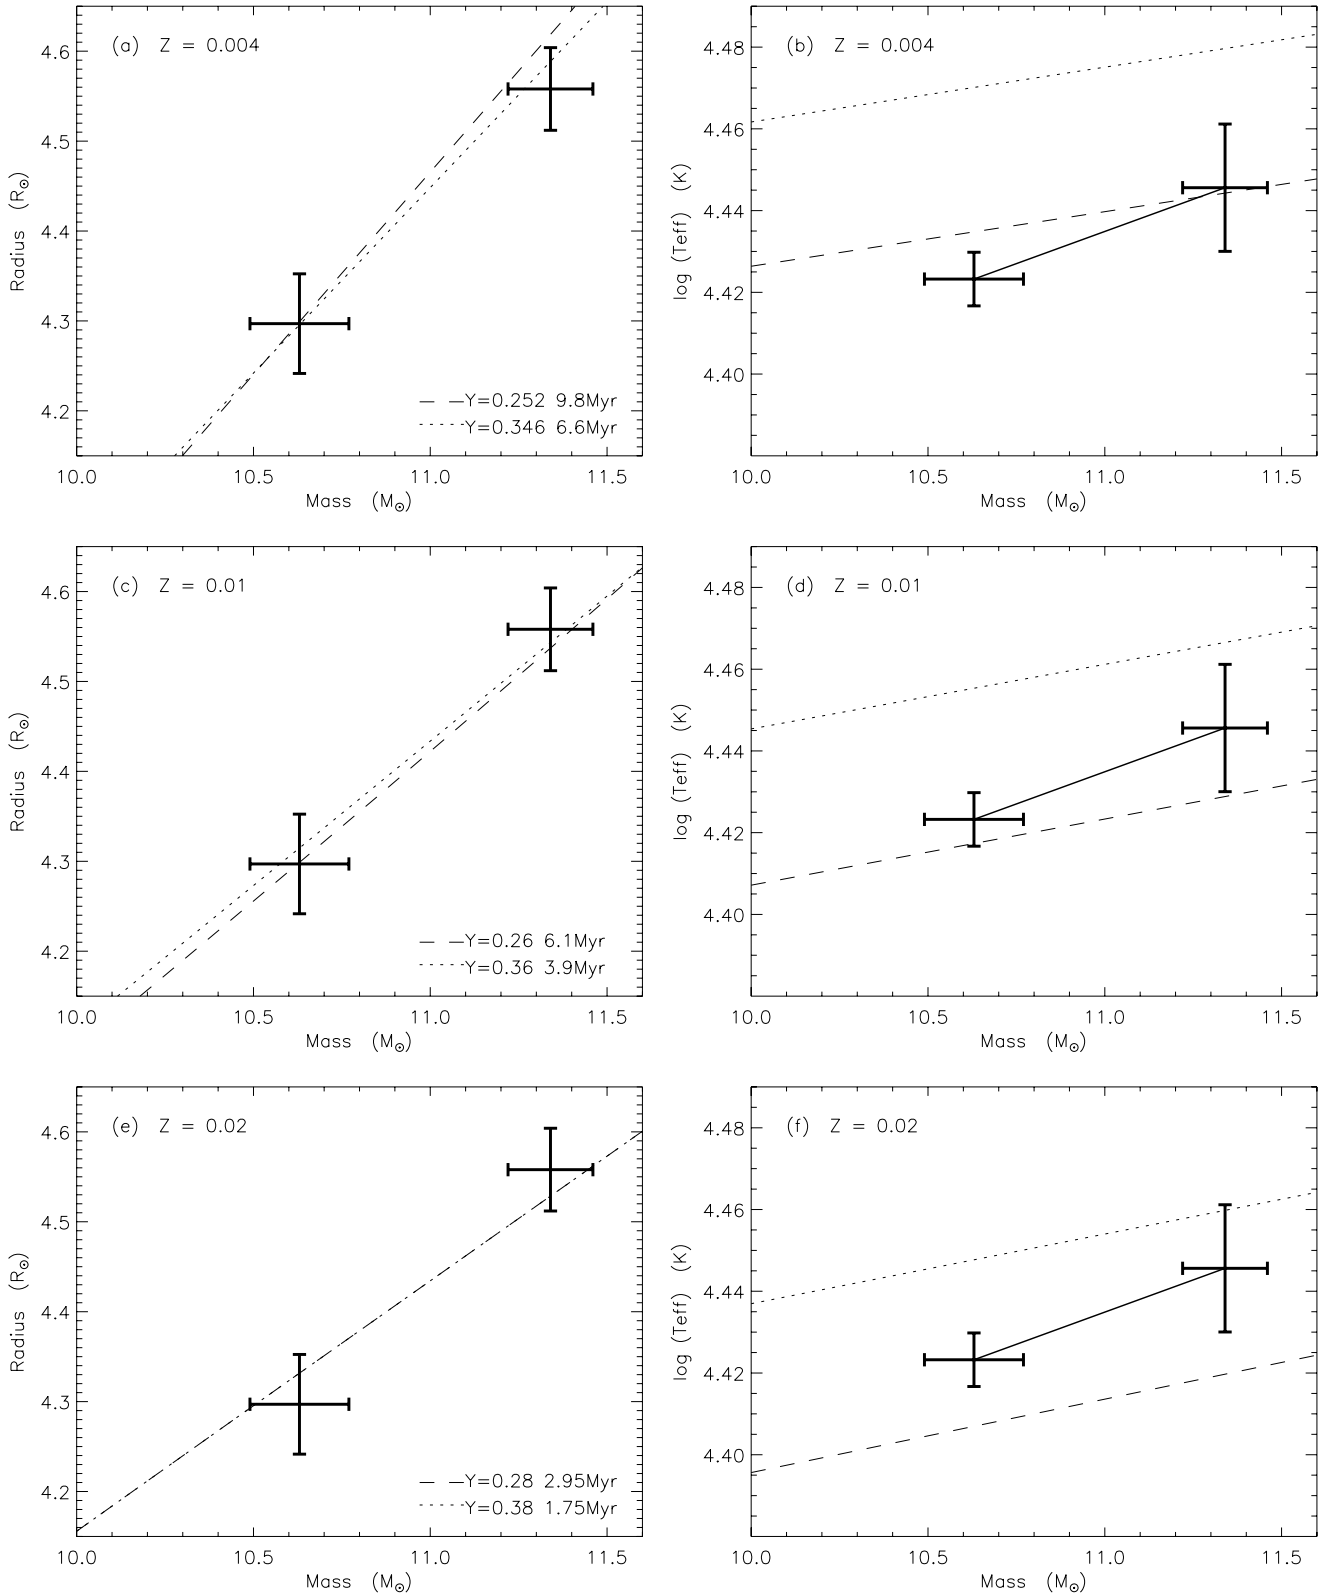 (a) Z = 0.004
4.6
4.5
4.4
4.3
4.2
Radius (R☉)
Y=0.252 9.8Myr
Y=0.346 6.6Myr
10.0 10.5 11.0 11.5
Mass (M☉)
(b) Z = 0.004
4.48
4.46
4.44
4.42
4.40
log (Teff) (K)
10.0 10.5 11.0 11.5
Mass (M☉)
(c) Z = 0.01
4.6
4.5
4.4
4.3
4.2
Radius (R☉)
Y=0.26 6.1Myr
Y=0.36 3.9Myr
10.0 10.5 11.0 11.5
Mass (M☉)
(d) Z = 0.01
4.48
4.46
4.44
4.42
4.40
log (Teff) (K)
10.0 10.5 11.0 11.5
Mass (M☉)
(e) Z = 0.02
4.6
4.5
4.4
4.3
4.2
Radius (R☉)
Y=0.28 2.95Myr
Y=0.38 1.75Myr
10.0 10.5 11.0 11.5
Mass (M☉)
(f) Z = 0.02
4.48
4.46
4.44
4.42
4.40
log (Teff) (K)
10.0 10.5 11.0 11.5
Mass (M☉)